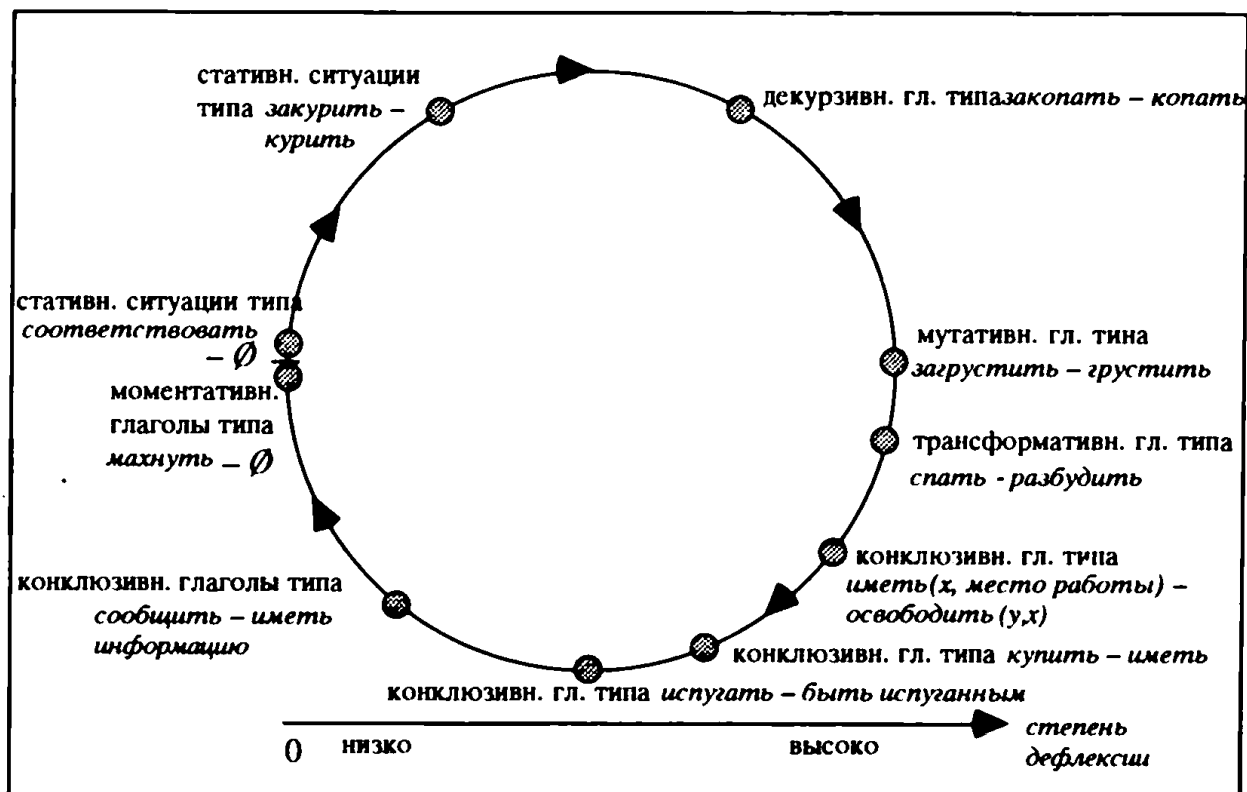 стативн. ситуации
типа закурить –
курить
декурзивн. гл. типа закопать – копать
стативн. ситуации типа
соответствовать
– Ø
моментативн.
глаголы типа
махнуть – Ø
мутативн. гл. тина
загрустить – грустить
трансформативн. гл. типа
спать - разбудить
конклюзивн. гл. типа
иметь (x, место работы) –
освободить (y,x)
конклюзивн. глаголы типа
сообщить – иметь
информацию
конклюзивн. гл. типа купить – иметь
конклюзивн. гл. типа испугать – быть испуганным
0 низко высоко
степень
дефлексии